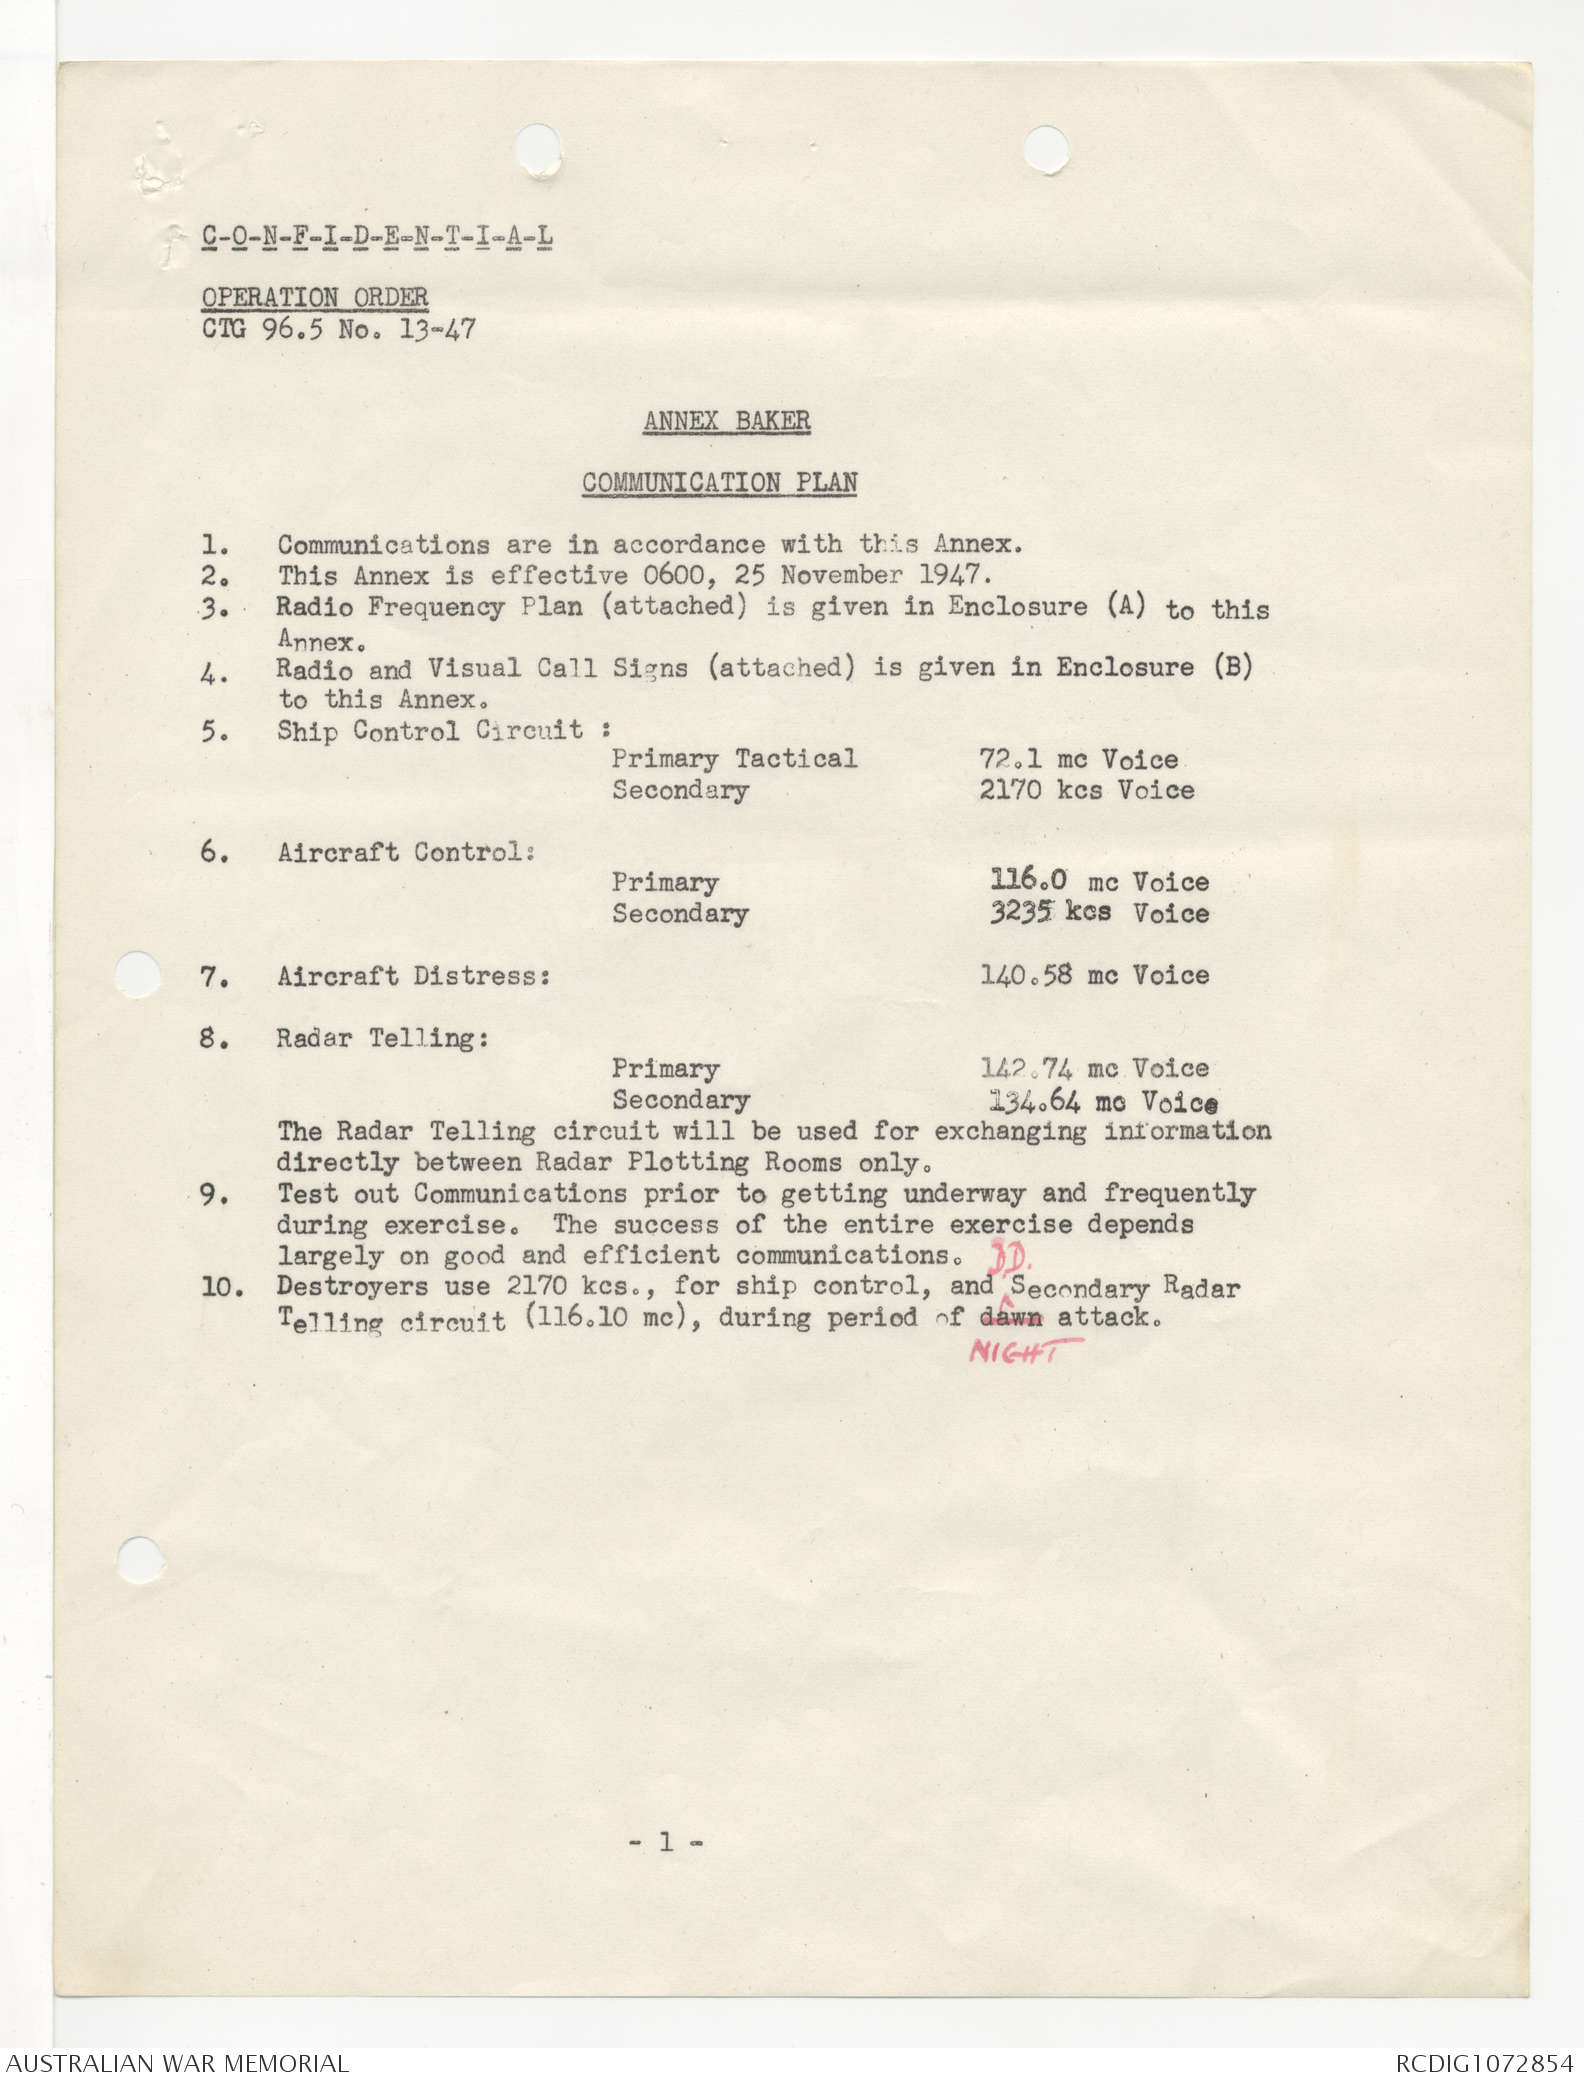 C-O-N-F-I-D-E-N-T-I-A-L
OPERATION ORDER
CTG 96.5 No. 13-47
ANNEX BAKER
COMMUNICATION PLAN
1. Communications are in accordance with this Annex.
2. This Annex is effective 0600, 25 November 1947.
3. Radio Frequency Plan (attached) is given in Enclosure (A) to this
Annex.
4. Radio and Visual Call Signs (attached) is given in Enclosure (B)
to this Annex.
5. Ship Control Circuit :
Primary Tactical 72.1 mc Voice
Secondary 2170 kcs Voice
6. Aircraft Control:
Primary 116.0 mc Voice
Secondary 3235 kcs Voice
7. Aircraft Distress: 140.58 mc Voice
8. Radar Telling:
Primary 142.74 mc Voice
Secondary 134.64 mc Voice
The Radar Telling circuit will be used for exchanging information
directly between Radar Plotting Rooms only.
9. Test out Communications prior to getting underway and frequently
during exercise. The success of the entire exercise depends
largely on good and efficient communications.
DD.
10. Destroyers use 2170 kcs., for ship control, and Secondary Radar
Telling circuit (116.10 mc), during period of dawn attack.
NIGHT
- 1 -
AUSTRALIAN WAR MEMORIAL RCDIG1072854